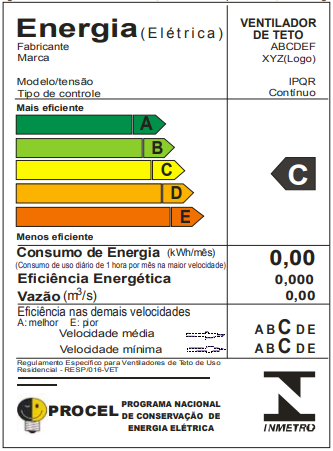 Energia (Elétrica)
VENTILADOR
DE TETO
Fabricante
ABCDEF
Marca
XYZ(Logo)
Modelo/tensão
IPQR
Tipo de controle
Contínuo
Mais eficiente
A
B
C
D
E
C
Menos eficiente
Consumo de Energia (kWh/mês)
(Consumo de uso diário de 1 hora por mês na maior velocidade)
0,00
Eficiência Energética
0,000
Vazão (m³/s)
0,00
Eficiência nas demais velocidades
A: melhor E: pior
Velocidade média
A B C D E
Velocidade mínima
A B C D E
Regulamento Específico para Ventiladores de Teto de Uso
Residencial - RESP/016-VET
PROCEL
PROGRAMA NACIONAL
DE CONSERVAÇÃO DE
ENERGIA ELÉTRICA
INMETRO